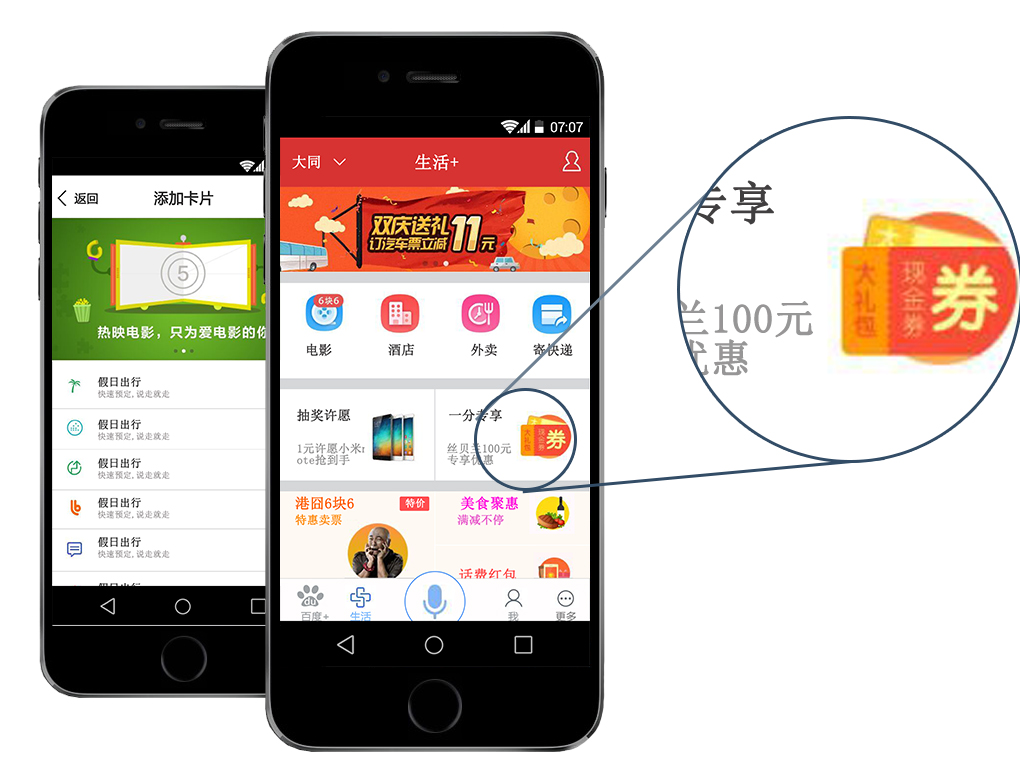 返回
添加卡片
5
热映电影，只为爱电影的你
假日出行
快速预定,说走就走
假日出行
快速预定,说走就走
假日出行
快速预定,说走就走
假日出行
快速预定,说走就走
假日出行
快速预定,说走就走
假日出行
07:07
大同
生活+
双庆送礼
订汽车票立减11元
6块6
电影
酒店
外卖
寄快递
抽奖许愿
1元许愿小米
ote抢到手
一分专享
丝贝兰100元
专享优惠
大礼包
现金券
券
港囧6块6
特价
特惠卖票
美食聚惠
满减不停
话费红包
du
百度+
生活
我
更多
专享
兰100元
优惠
大礼包
现金券
券